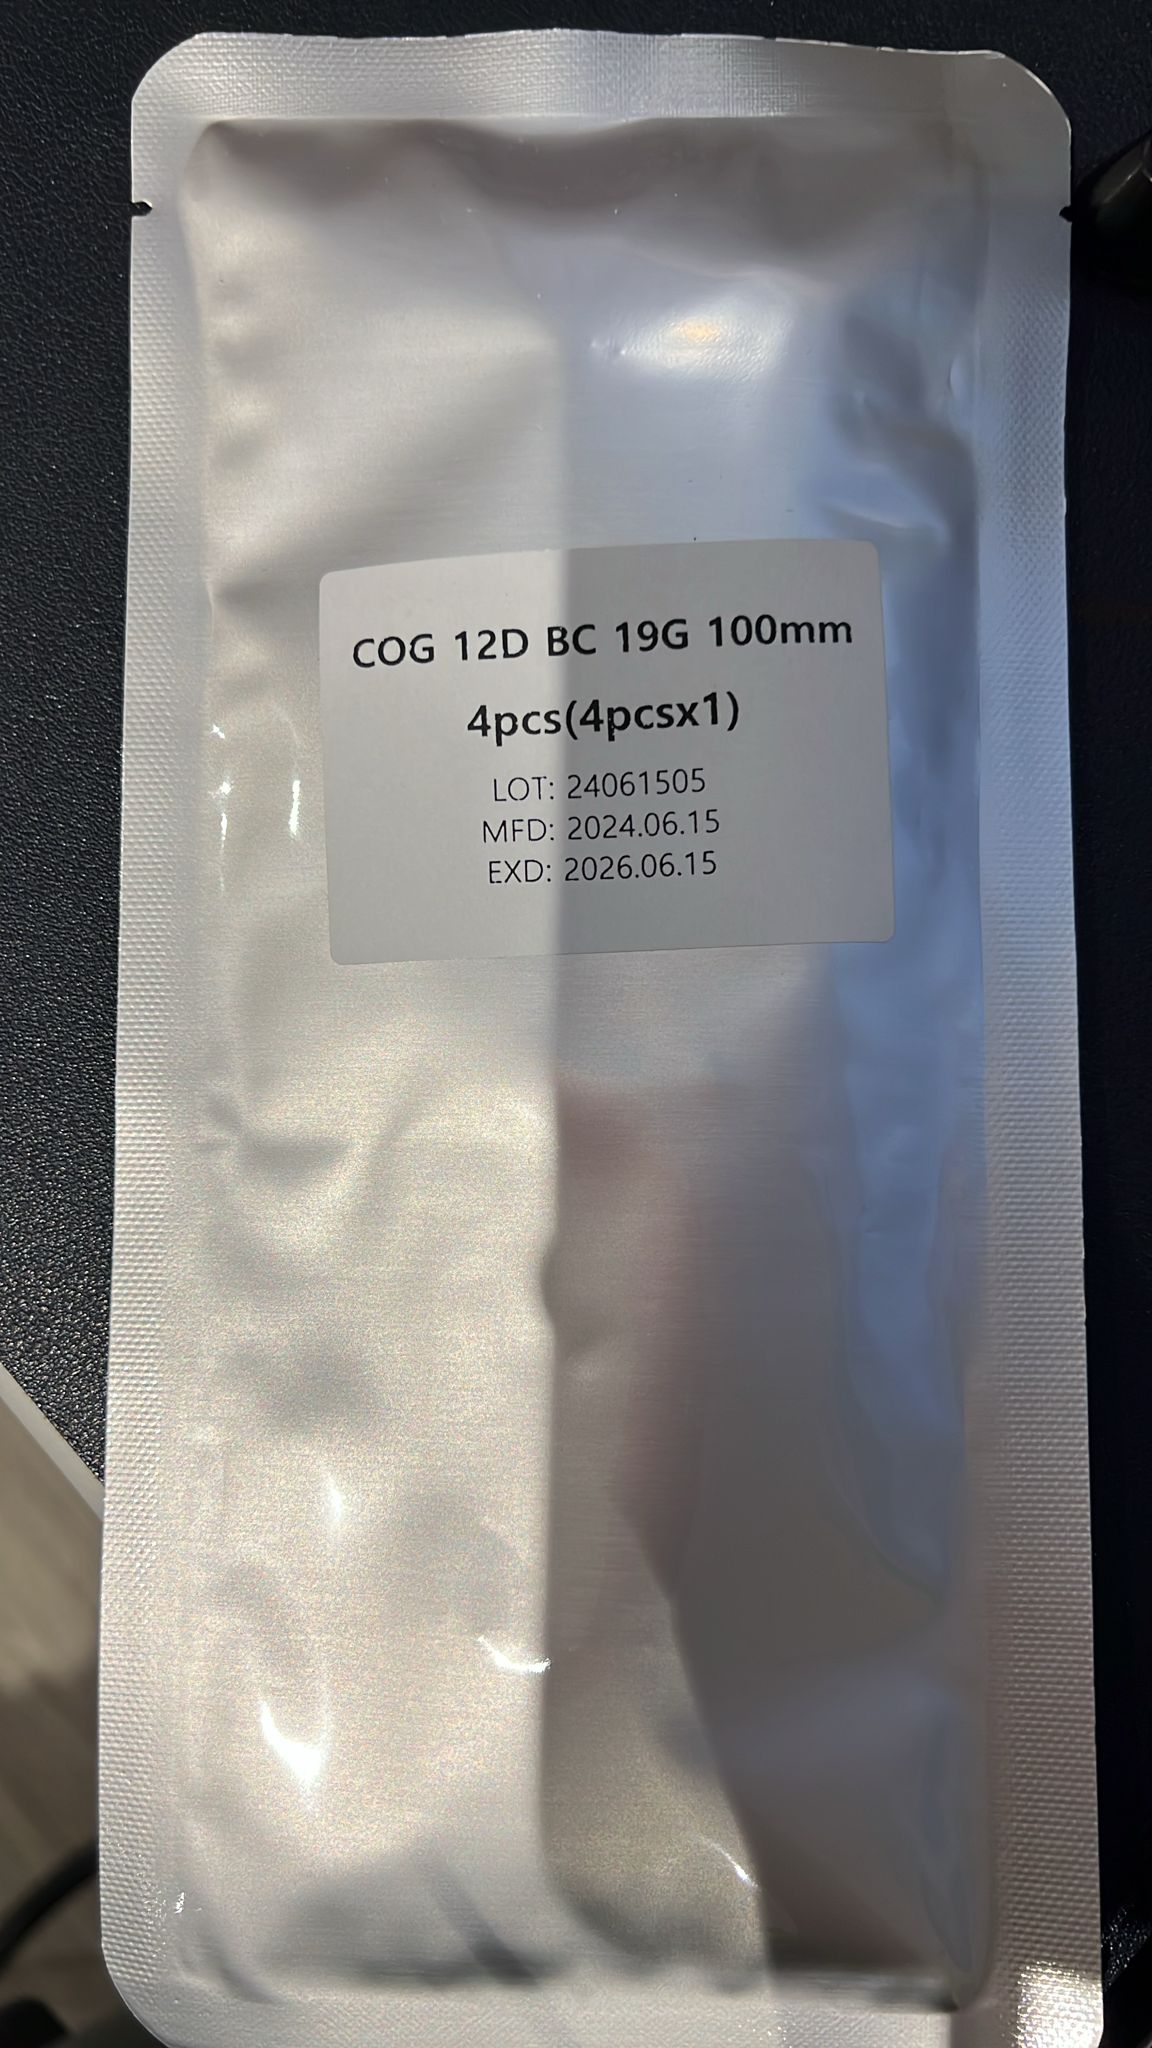 COG 12D BC 19G 100mm
4pcs(4pcsx1)
LOT: 24061505
MFD: 2024.06.15
EXD: 2026.06.15